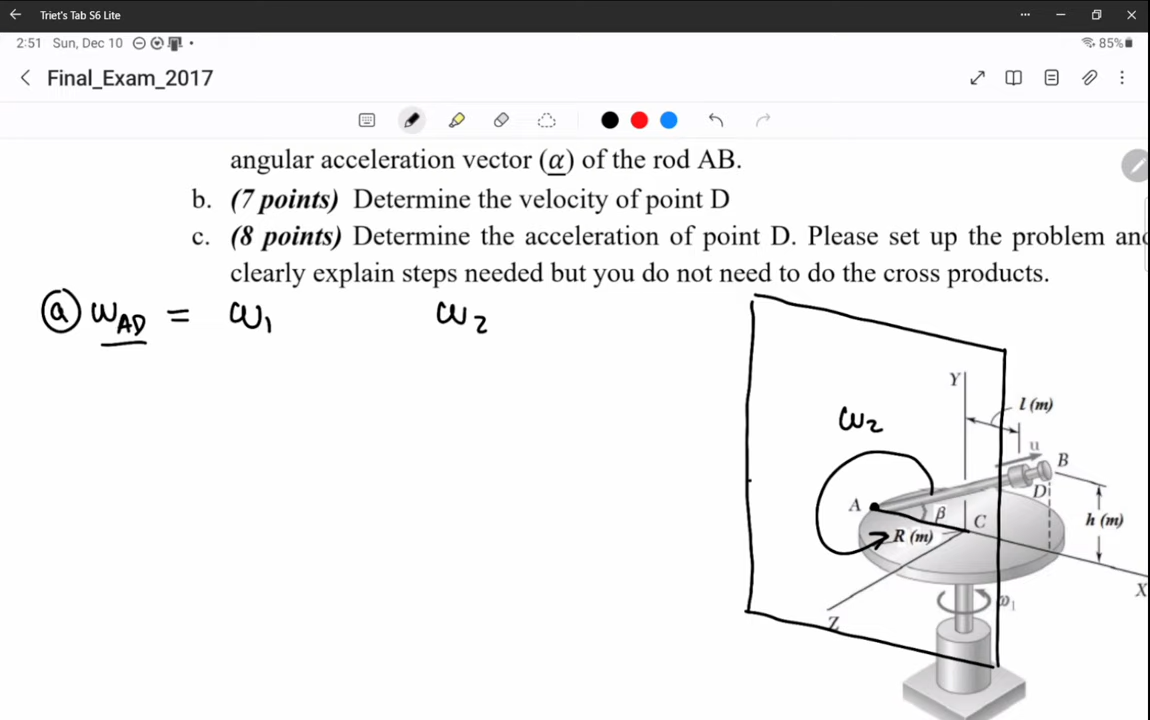 Triet's Tab S6 Lite
2:51 Sun, Dec 10 85%
Final_Exam_2017
angular acceleration vector (α) of the rod AB.
b. (7 points) Determine the velocity of point D
c. (8 points) Determine the acceleration of point D. Please set up the problem and
clearly explain steps needed but you do not need to do the cross products.
ⓐ ω_AD = ω₁ ω₂
Y
l (m)
ω₂
u
B
D
A
β
C
h (m)
R (m)
X
ω₁
Z